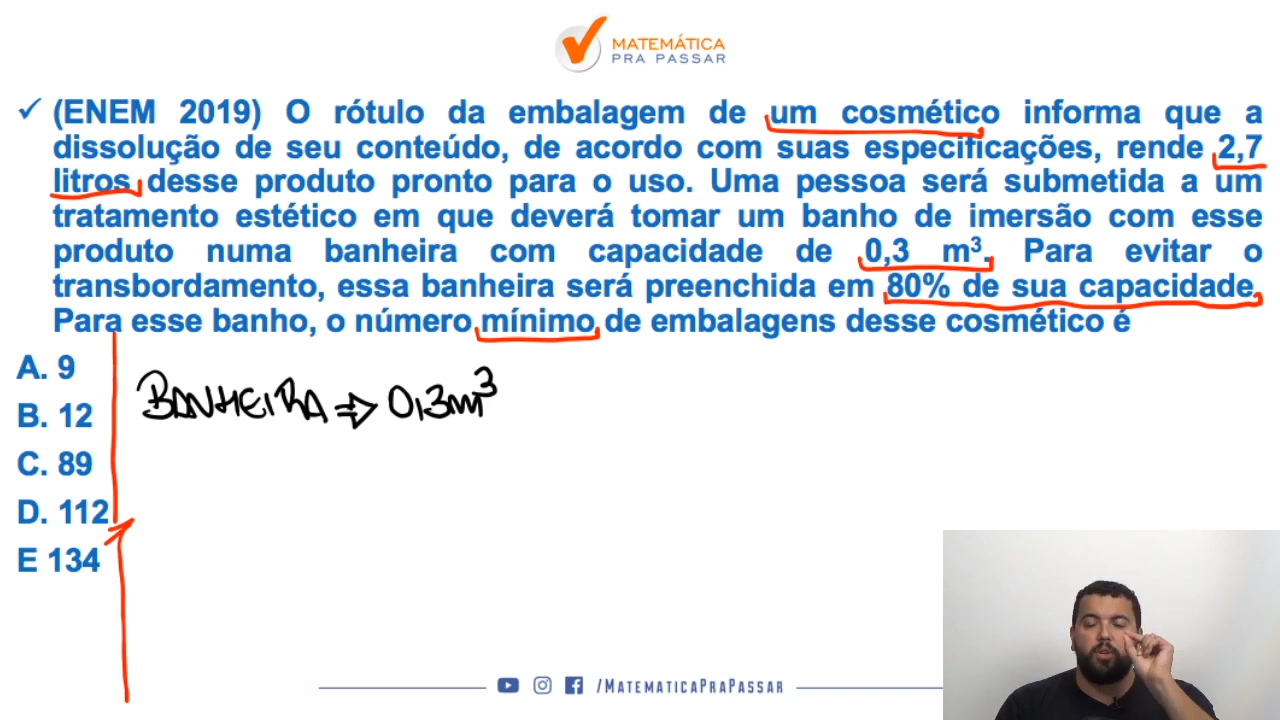 MATEMÁTICA
PRA PASSAR
✓ (ENEM 2019) O rótulo da embalagem de um cosmético informa que a
dissolução de seu conteúdo, de acordo com suas especificações, rende 2,7
litros desse produto pronto para o uso. Uma pessoa será submetida a um
tratamento estético em que deverá tomar um banho de imersão com esse
produto numa banheira com capacidade de 0,3 m³. Para evitar o
transbordamento, essa banheira será preenchida em 80% de sua capacidade.
Para esse banho, o número mínimo de embalagens desse cosmético é
A. 9
B. 12
C. 89
D. 112
E 134
BANHEIRA ⇒ 0,3m³
/MATEMATICAPRAPASSAR